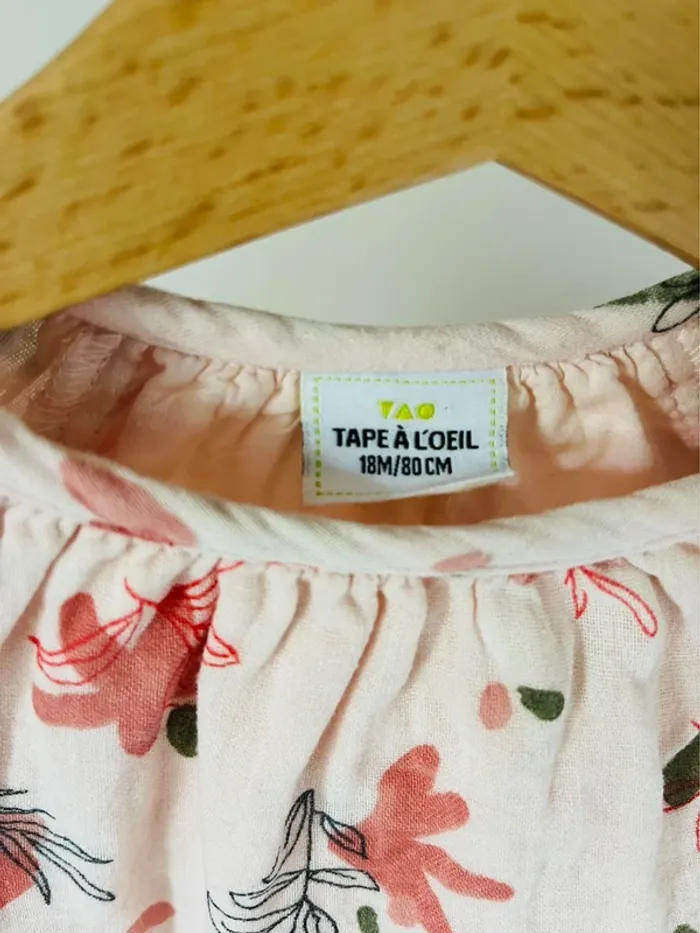 TAO
TAPE À L'OEIL
18M/80CM